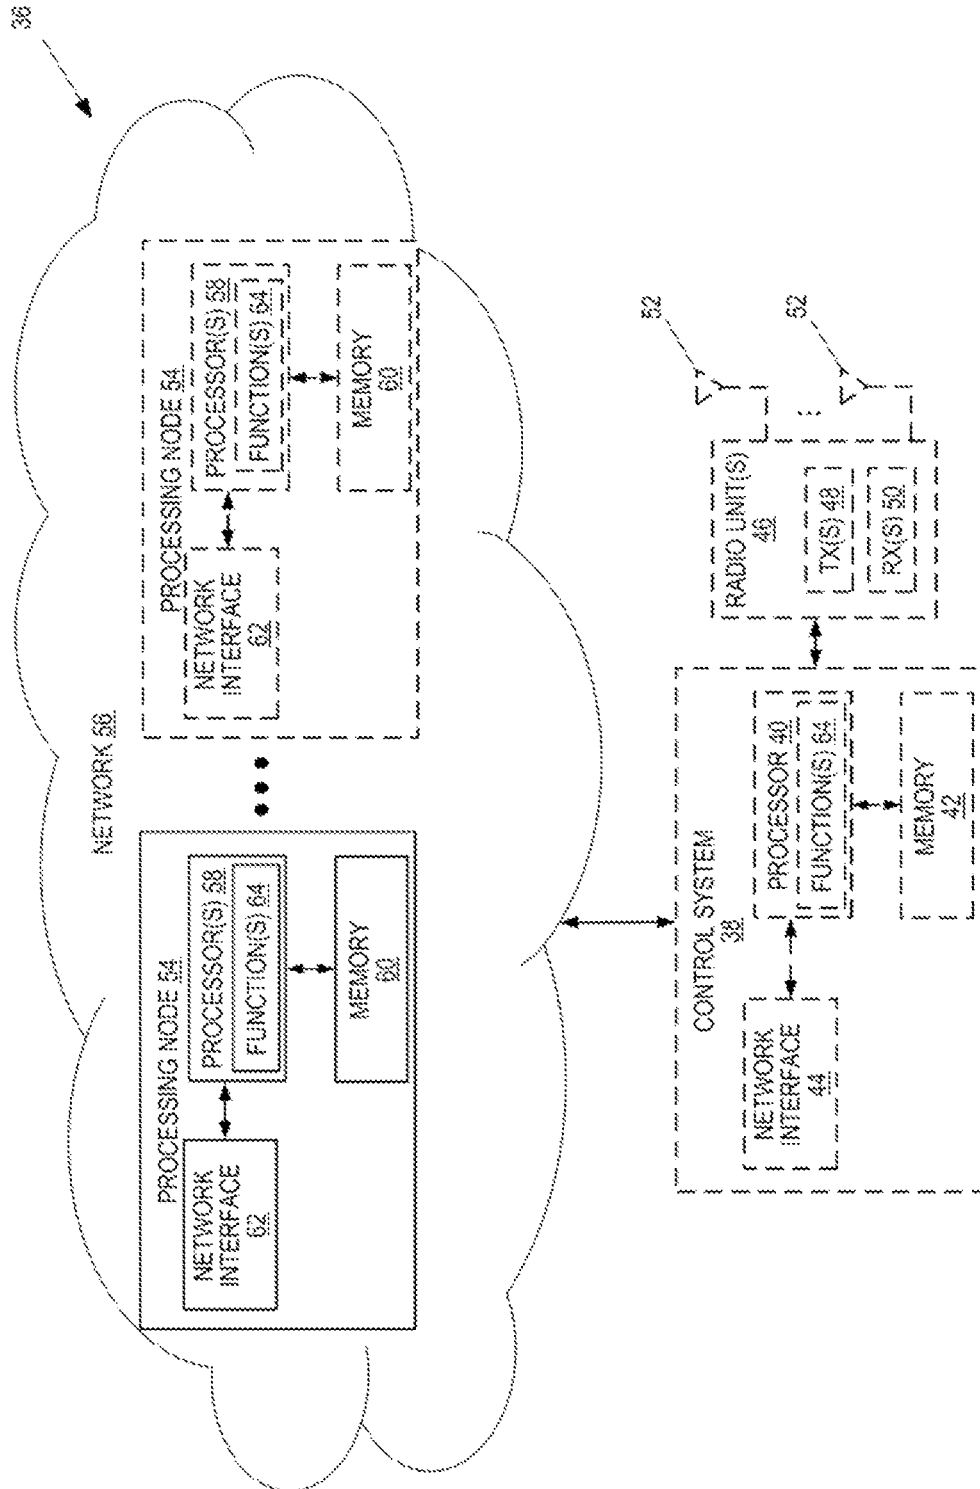 36
NETWORK 56
PROCESSING NODE 54
NETWORK
INTERFACE
62
PROCESSOR(S) 58
FUNCTION(S) 64
MEMORY
60
PROCESSING NODE 54
NETWORK
INTERFACE
62
PROCESSOR(S) 58
FUNCTION(S) 64
MEMORY
60
CONTROL SYSTEM
38
NETWORK
INTERFACE
44
PROCESSOR 40
FUNCTION(S) 64
MEMORY
42
RADIO UNIT(S)
46
TX(S) 48
RX(S) 50
52
...
52